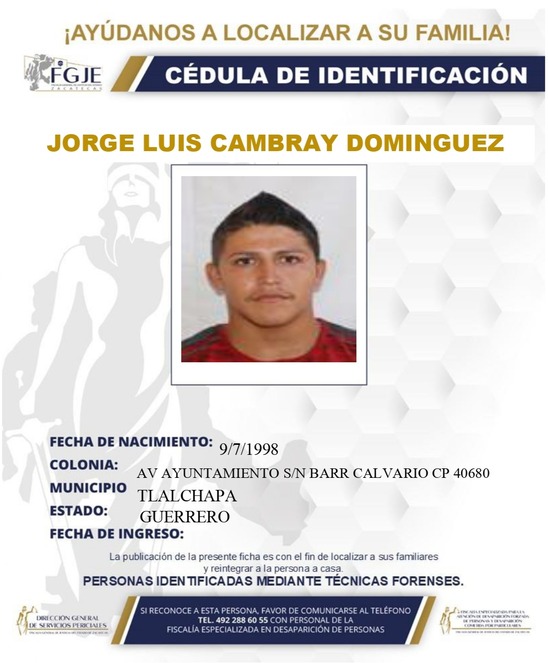 ¡AYÚDANOS A LOCALIZAR A SU FAMILIA!
FGJE
ZACATECAS
CÉDULA DE IDENTIFICACIÓN
JORGE LUIS CAMBRAY DOMINGUEZ
FECHA DE NACIMIENTO: 9/7/1998
COLONIA: AV AYUNTAMIENTO S/N BARR CALVARIO CP 40680
MUNICIPIO TLALCHAPA
ESTADO: GUERRERO
FECHA DE INGRESO:
La publicación de la presente ficha es con el fin de localizar a sus familiares
y reintegrar a la persona a casa.
PERSONAS IDENTIFICADAS MEDIANTE TÉCNICAS FORENSES.
DIRECCIÓN GENERAL
DE SERVICIOS PERICIALES
SI RECONOCE A ESTA PERSONA, FAVOR DE COMUNICARSE AL TELÉFONO
TEL. 492 288 60 55 CON PERSONAL DE LA
FISCALÍA ESPECIALIZADA EN DESAPARICIÓN DE PERSONAS